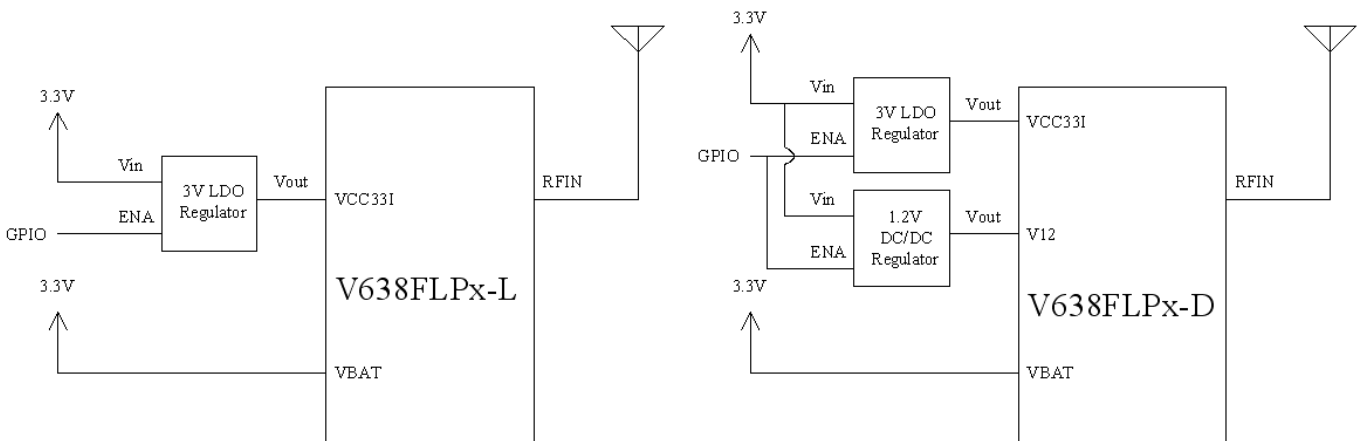 3.3V
Vin
3V LDO
Regulator
Vout
ENA
GPIO
VCC33I
RFIN
V638FLPx-L
3.3V
VBAT
3.3V
Vin
3V LDO
Regulator
Vout
ENA
GPIO
VCC33I
RFIN
Vin
1.2V
DC/DC
Regulator
Vout
ENA
V12
V638FLPx-D
3.3V
VBAT